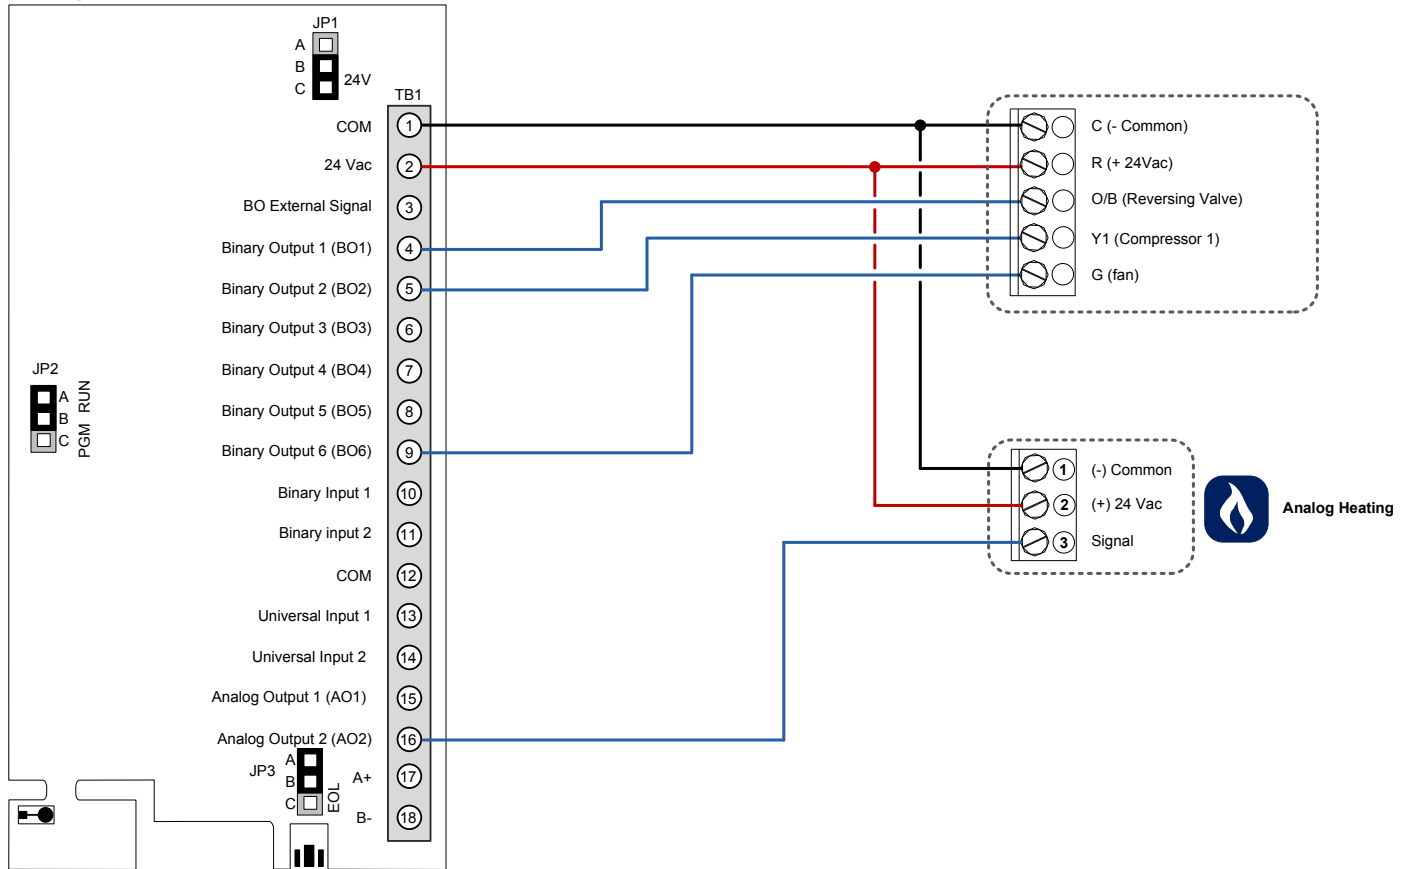 JP1
A
B
C
24V
TB1
COM
1
24 Vac
2
BO External Signal
3
Binary Output 1 (BO1)
4
Binary Output 2 (BO2)
5
Binary Output 3 (BO3)
6
Binary Output 4 (BO4)
7
Binary Output 5 (BO5)
8
Binary Output 6 (BO6)
9
Binary Input 1
10
Binary input 2
11
COM
12
Universal Input 1
13
Universal Input 2
14
Analog Output 1 (AO1)
15
Analog Output 2 (AO2)
16
A+
17
B-
18
JP2
A
B
C
RUN
PGM
JP3
A
B
C
EOL
C (- Common)
R (+ 24Vac)
O/B (Reversing Valve)
Y1 (Compressor 1)
G (fan)
1 (-) Common
2 (+) 24 Vac
3 Signal
Analog Heating